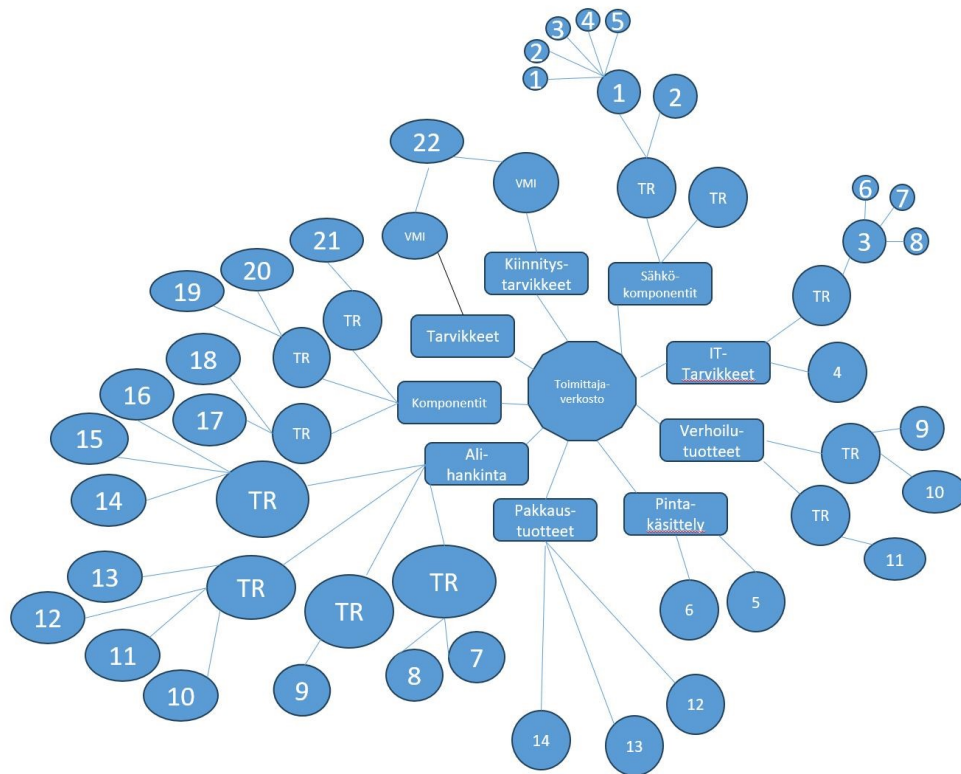 4
3
5
2
1
1
2
22
VMI
TR
TR
6
7
3
8
VMI
21
Kiinnitys-
tarvikkeet
Sähkö-
komponentit
20
19
TR
TR
Tarvikkeet
18
TR
IT-
Tarvikkeet
4
16
Komponentit
Toimittaja-
verkosto
17
TR
15
Verhoilu-
tuotteet
9
TR
Ali-
hankinta
14
TR
10
Pakkaus-
tuotteet
Pinta-
käsittely
TR
11
13
TR
TR
TR
12
6
5
11
10
9
8
7
12
14
13